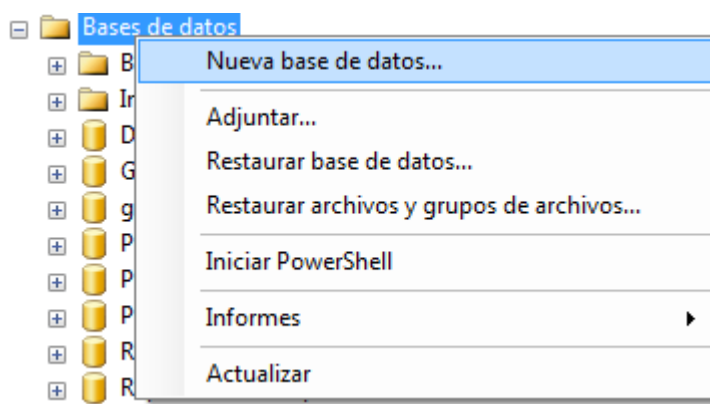 Bases de datos
Nueva base de datos...
Adjuntar...
Restaurar base de datos...
Restaurar archivos y grupos de archivos...
Iniciar PowerShell
Informes
Actualizar
B
Ir
D
G
g
P
P
P
R
R